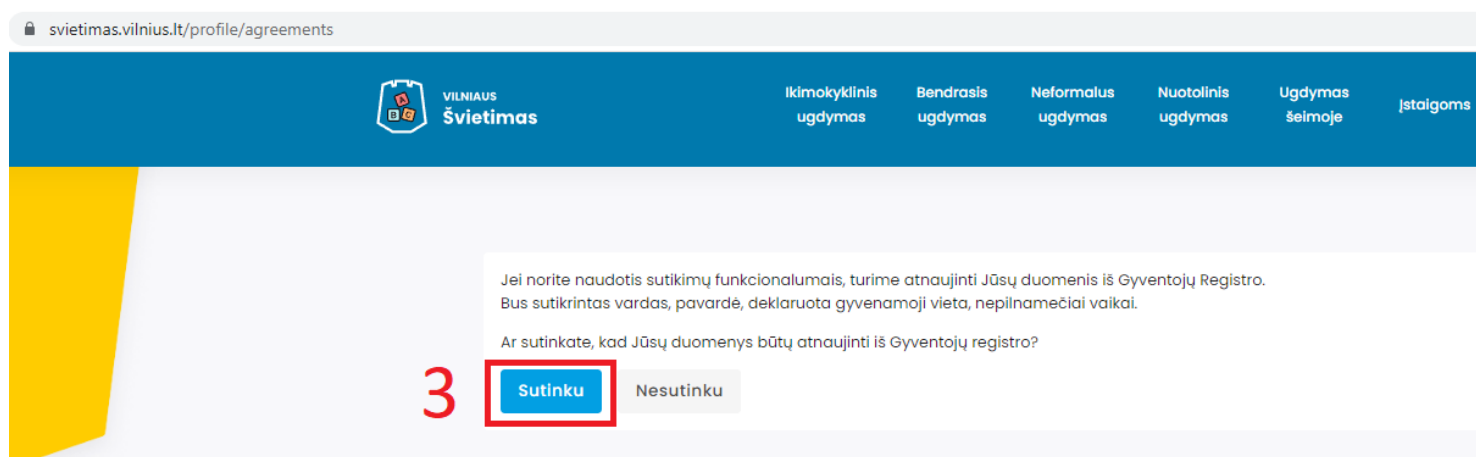 svietimas.vilnius.lt/profile/agreements
VILNIAUS
Švietimas
Ikimokyklinis
ugdymas
Bendrasis
ugdymas
Neformalus
ugdymas
Nuotolinis
ugdymas
Ugdymas
šeimoje
Įstaigoms
A
B C
Jei norite naudotis sutikimų funkcionalumais, turime atnaujinti Jūsų duomenis iš Gyventojų Registro.
Bus sutikrintas vardas, pavardė, deklaruota gyvenamoji vieta, nepilnamečiai vaikai.
Ar sutinkate, kad Jūsų duomenys būtų atnaujinti iš Gyventojų registro?
3
Sutinku
Nesutinku